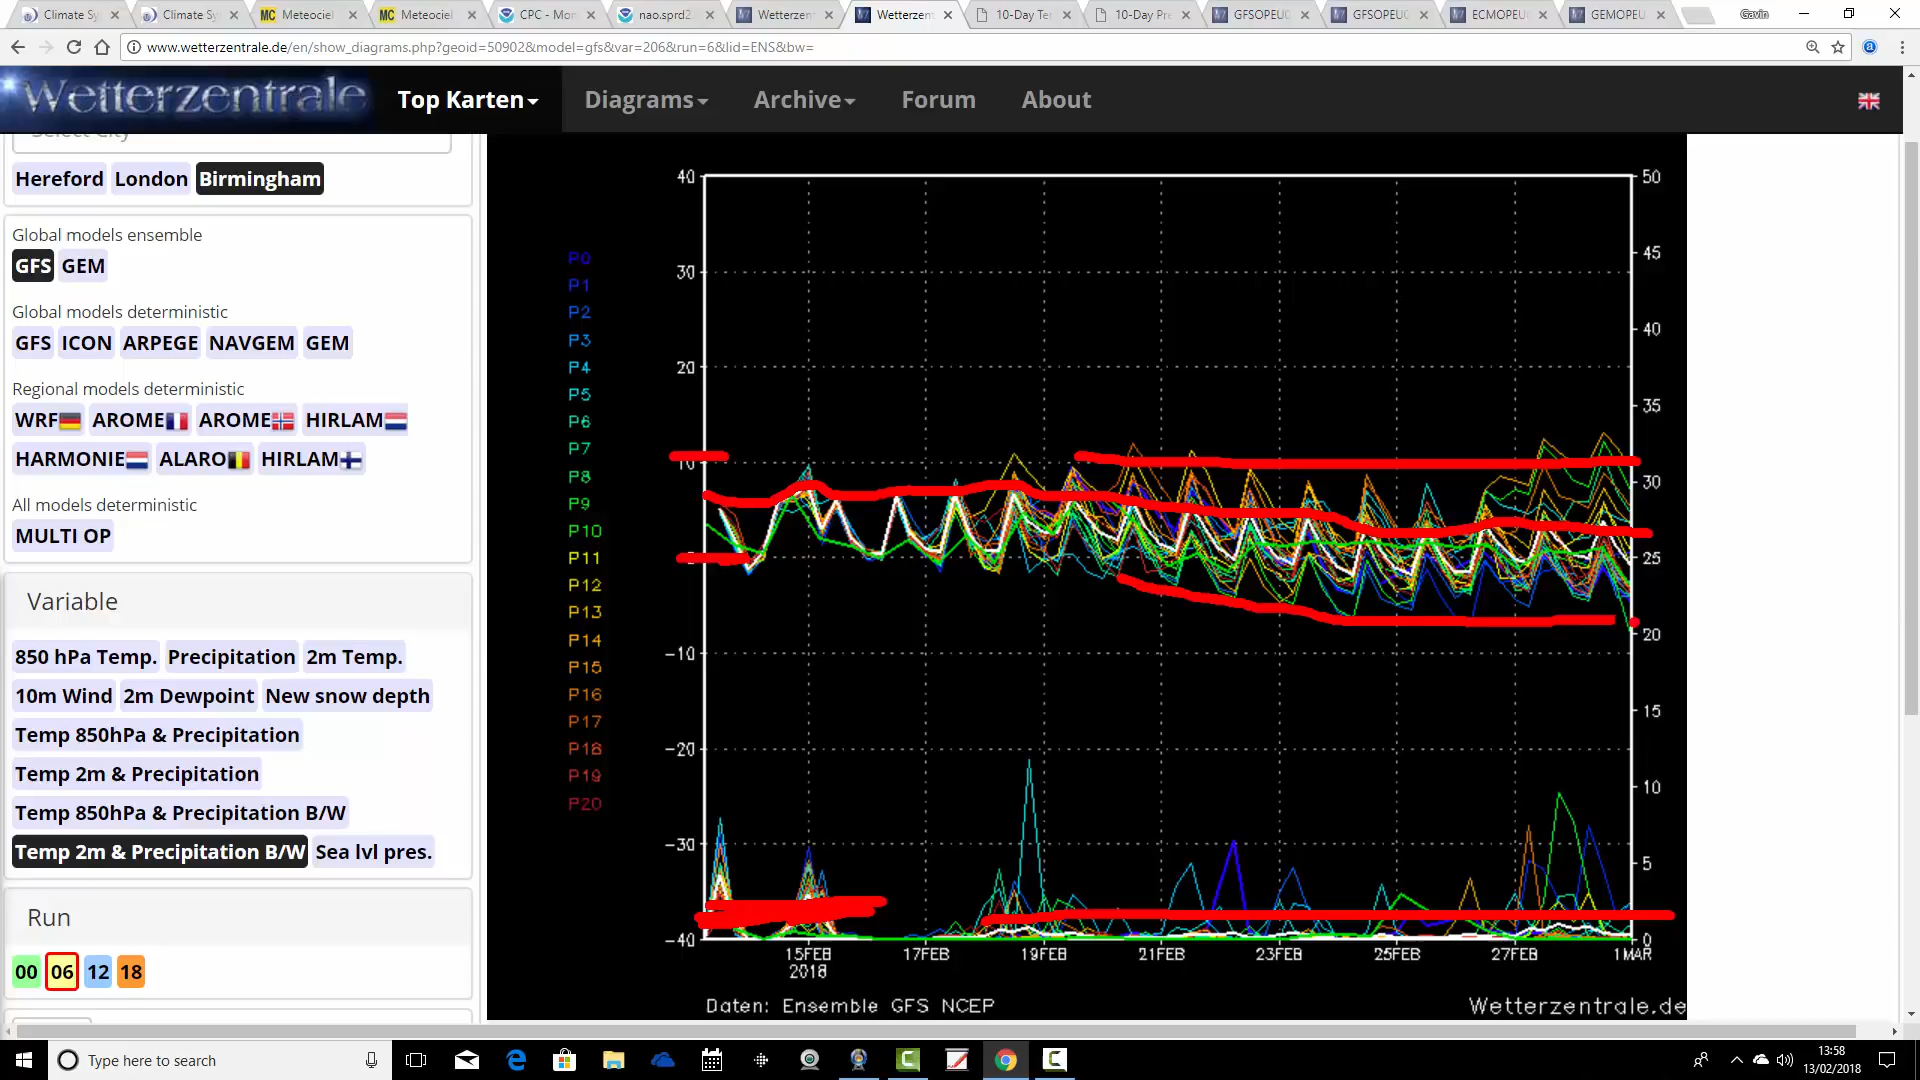 Climate Sy
Climate Sy
Meteociel
Meteociel
CPC - Mon
nao.sprd2
Wetterzen
Wetterzent
10-Day Te
10-Day Pre
GFSOPEU0
GFSOPEU
ECMOPEU
GEMOPEU
Gavin
www.wetterzentrale.de/en/show_diagrams.php?geoid=50902&model=gfs&var=206&run=6&lid=ENS&bw=
Wetterzentrale
Top Karten
Diagrams
Archive
Forum
About
Select City
Hereford London Birmingham
Global models ensemble
GFS GEM
Global models deterministic
GFS ICON ARPEGE NAVGEM GEM
Regional models deterministic
WRF AROME AROME HIRLAM
HARMONIE ALARO HIRLAM
All models deterministic
MULTI OP
Variable
850 hPa Temp. Precipitation 2m Temp.
10m Wind 2m Dewpoint New snow depth
Temp 850hPa & Precipitation
Temp 2m & Precipitation
Temp 850hPa & Precipitation B/W
Temp 2m & Precipitation B/W Sea lvl pres.
Run
00 06 12 18
P0
P1
P2
P3
P4
P5
P6
P7
P8
P9
P10
P11
P12
P13
P14
P15
P16
P17
P18
P19
P20
40
30
20
10
-10
-20
-30
-40
50
45
40
35
30
25
20
15
10
5
0
15FEB 17FEB 19FEB 21FEB 23FEB 25FEB 27FEB 1MAR
2018
Daten: Ensemble GFS NCEP
Wetterzentrale.de
Type here to search
13:58
13/02/2018